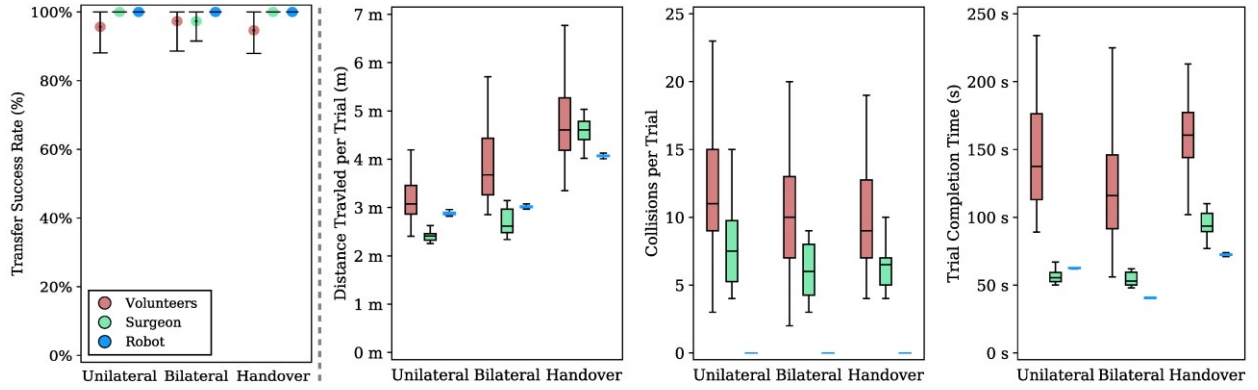 Transfer Success Rate (%)
100%
80%
60%
40%
20%
0%
Volunteers
Surgeon
Robot
Unilateral Bilateral Handover
Distance Travled per Trial (m)
7 m
6 m
5 m
4 m
3 m
2 m
1 m
0 m
Unilateral Bilateral Handover
Collisions per Trial
25
20
15
10
5
0
Unilateral Bilateral Handover
Trial Completion Time (s)
250 s
200 s
150 s
100 s
50 s
0 s
Unilateral Bilateral Handover